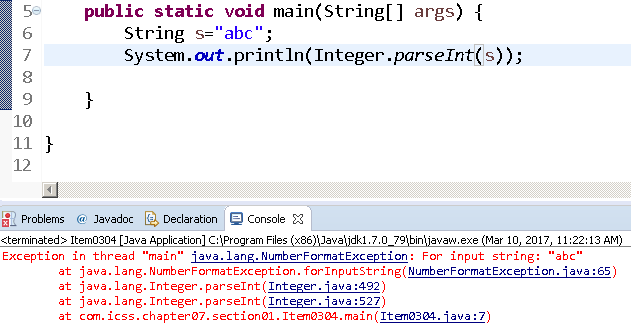 5 public static void main(String[] args) {
6 String s="abc";
7 System.out.println(Integer.parseInt(s));
8
9 }
10
11 }
12
Problems @ Javadoc Declaration Console
<terminated> Item0304 [Java Application] C:\Program Files (x86)\Java\jdk1.7.0_79\bin\javaw.exe (Mar 10, 2017, 11:22:13 AM)
Exception in thread "main" java.lang.NumberFormatException: For input string: "abc"
at java.lang.NumberFormatException.forInputString(NumberFormatException.java:65)
at java.lang.Integer.parseInt(Integer.java:492)
at java.lang.Integer.parseInt(Integer.java:527)
at com.icss.chapter07.section01.Item0304.main(Item0304.java:7)